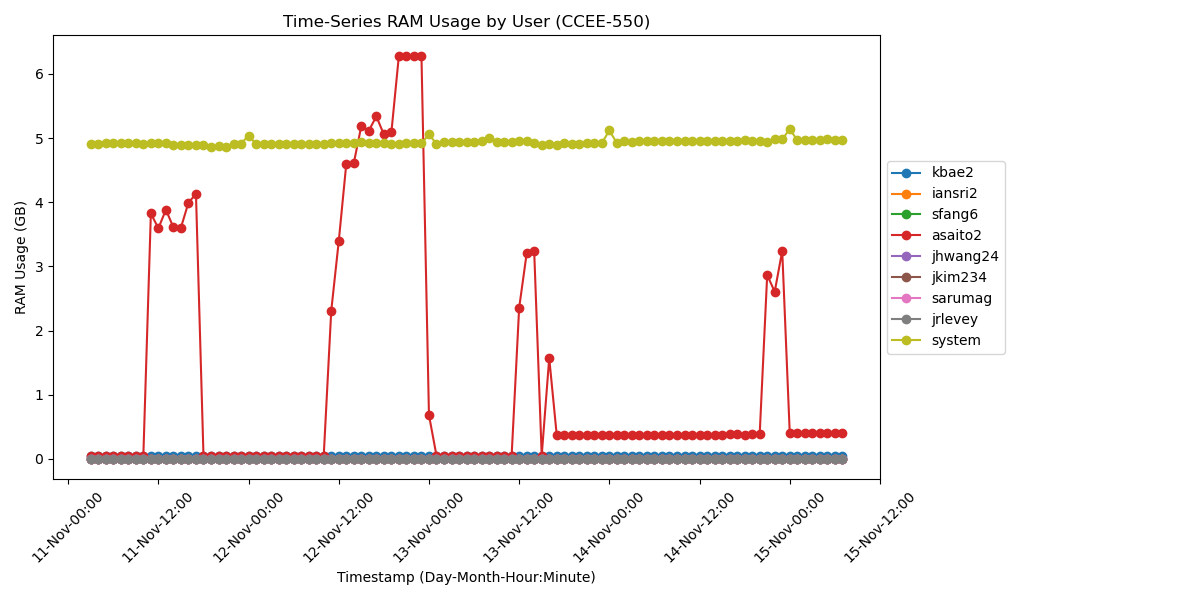 Time-Series RAM Usage by User (CCEE-550)
RAM Usage (GB)
6
5
4
3
2
1
0
11-Nov-00:00
11-Nov-12:00
12-Nov-00:00
12-Nov-12:00
13-Nov-00:00
13-Nov-12:00
14-Nov-00:00
14-Nov-12:00
15-Nov-00:00
15-Nov-12:00
Timestamp (Day-Month-Hour:Minute)
kbae2
iansri2
sfang6
asaito2
jhwang24
jkim234
sarumag
jrlevey
system